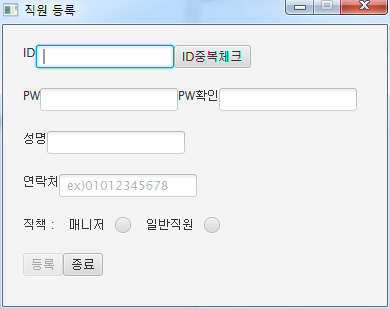 직원 등록
ID ID중복체크
PW PW확인
성명
연락처 ex)01012345678
직책 : 매니저 일반직원
등록 종료